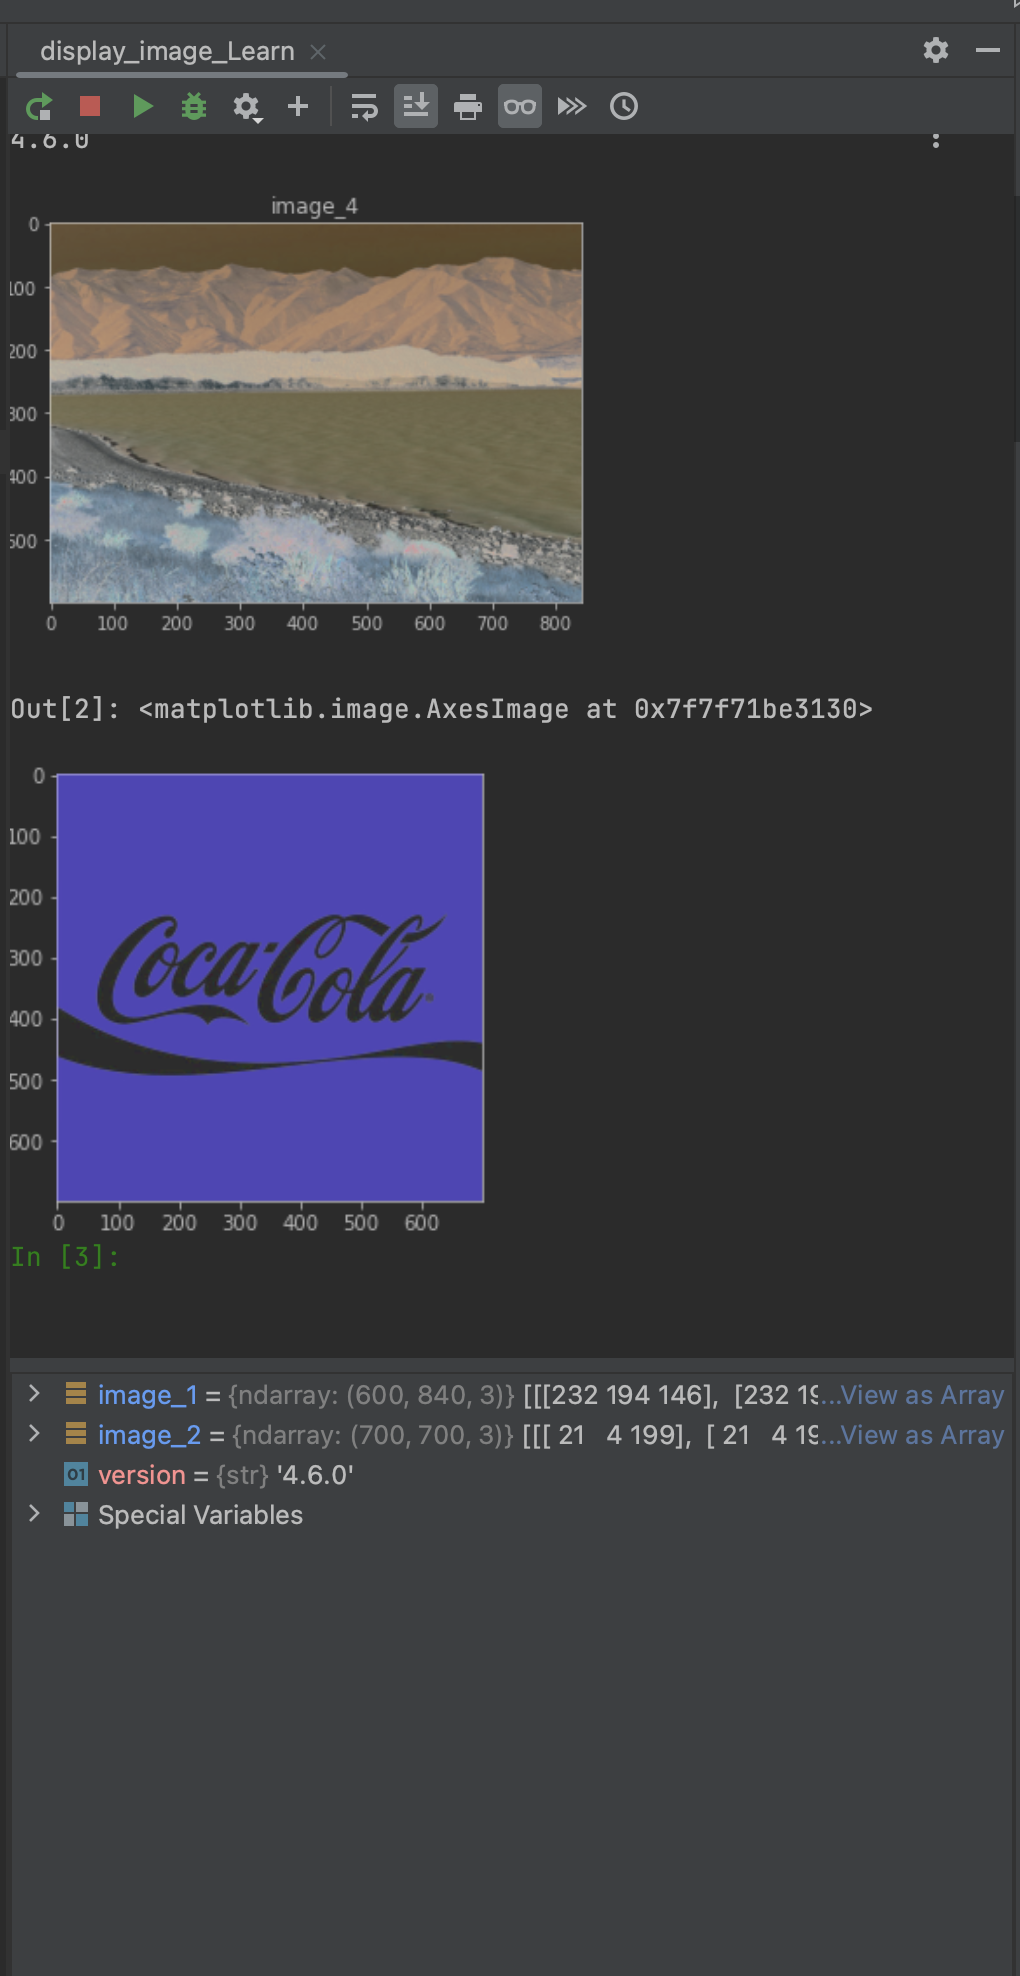 display_image_Learn
4.6.0
image_4
0
100
200
300
400
500
0 100 200 300 400 500 600 700 800
Out[2]: <matplotlib.image.AxesImage at 0x7f7f71be3130>
0
100
200
300
Coca-Cola
400
500
600
0 100 200 300 400 500 600
In [3]:
image_1 = {ndarray: (600, 840, 3)} [[[232 194 146], [232 19...View as Array
image_2 = {ndarray: (700, 700, 3)} [[[ 21 4 199], [ 21 4 19...View as Array
01 version = {str} '4.6.0'
Special Variables